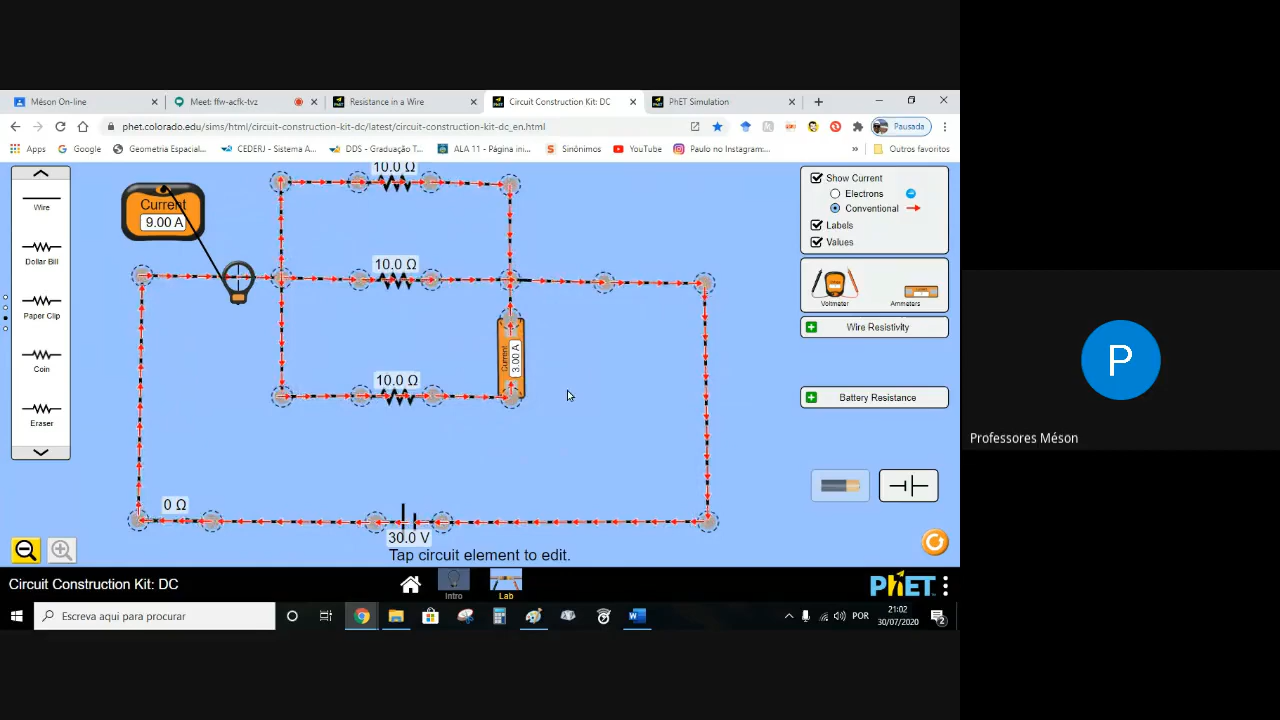 Méson On-line
Meet: ffw-acfk-tvz
Resistance in a Wire
Circuit Construction Kit: DC
PhET Simulation
phet.colorado.edu/sims/html/circuit-construction-kit-dc/latest/circuit-construction-kit-dc_en.html
Pausada
Apps
Google
Geometria Espacial...
CEDERJ - Sistema A...
DDS - Graduação T...
ALA 11 - Página ini...
Sinônimos
YouTube
Paulo no Instagram:...
»
Outros favoritos
Wire
Dollar Bill
Paper Clip
Coin
Eraser
Current
9.00 A
10.0 Ω
10.0 Ω
Current
3.00 A
10.0 Ω
0 Ω
30.0 V
Tap circuit element to edit.
Show Current
Electrons
Conventional
Labels
Values
Voltmeter
Ammeters
Wire Resistivity
Battery Resistance
Circuit Construction Kit: DC
Intro
Lab
PhET
Escreva aqui para procurar
POR
21:02
30/07/2020
2
P
Professores Méson